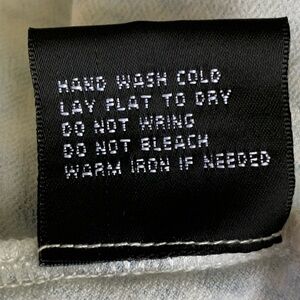 HAND WASH COLD
LAY FLAT TO DRY
DO NOT WRING
DO NOT BLEACH
WARM IRON IF NEEDED